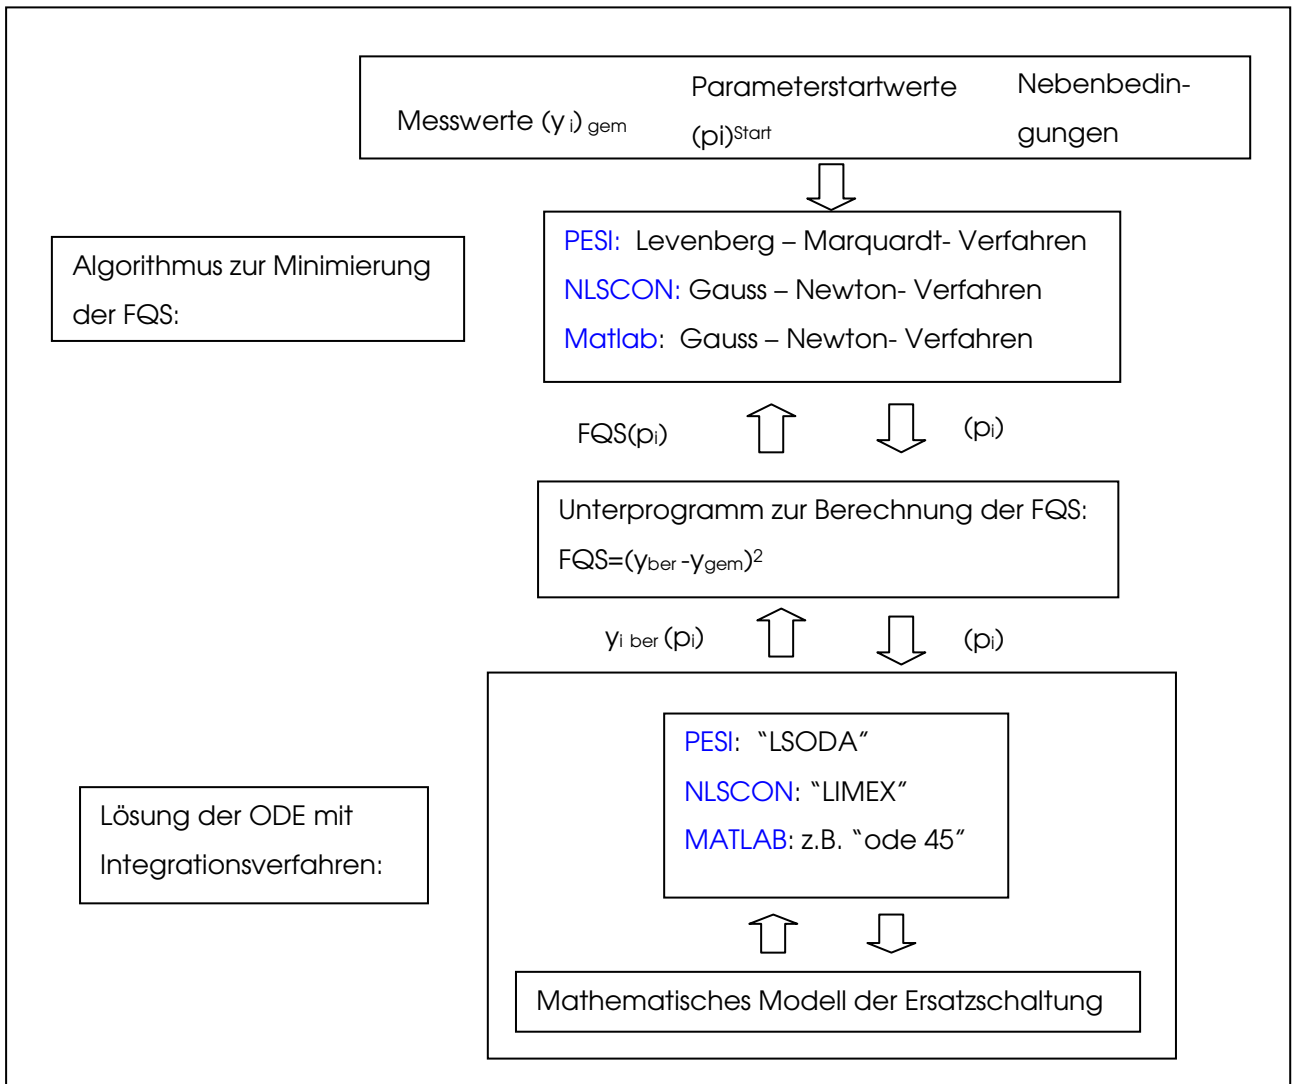 Messwerte (y i) gem
Parameterstartwerte
(pi)Start
Nebenbedin-
gungen
Algorithmus zur Minimierung
der FQS:
PESI: Levenberg – Marquardt- Verfahren
NLSCON: Gauss – Newton- Verfahren
Matlab: Gauss – Newton- Verfahren
FQS(pi)
(pi)
Unterprogramm zur Berechnung der FQS:
FQS=(yber -ygem)2
yi ber (pi)
(pi)
Lösung der ODE mit
Integrationsverfahren:
PESI: “LSODA”
NLSCON: “LIMEX”
MATLAB: z.B. “ode 45”
Mathematisches Modell der Ersatzschaltung